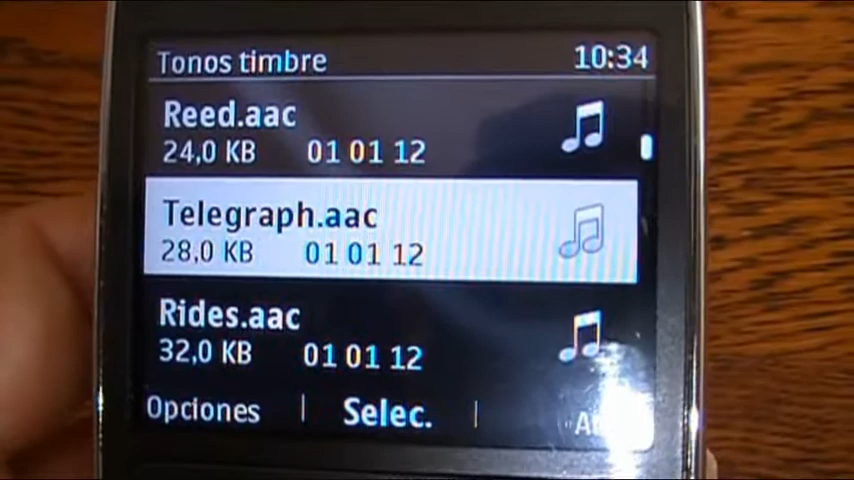 Tonos timbre 10:34
Reed.aac
24,0 KB 01 01 12
Telegraph.aac
28,0 KB 01 01 12
Rides.aac
32,0 KB 01 01 12
Opciones | Selec. |